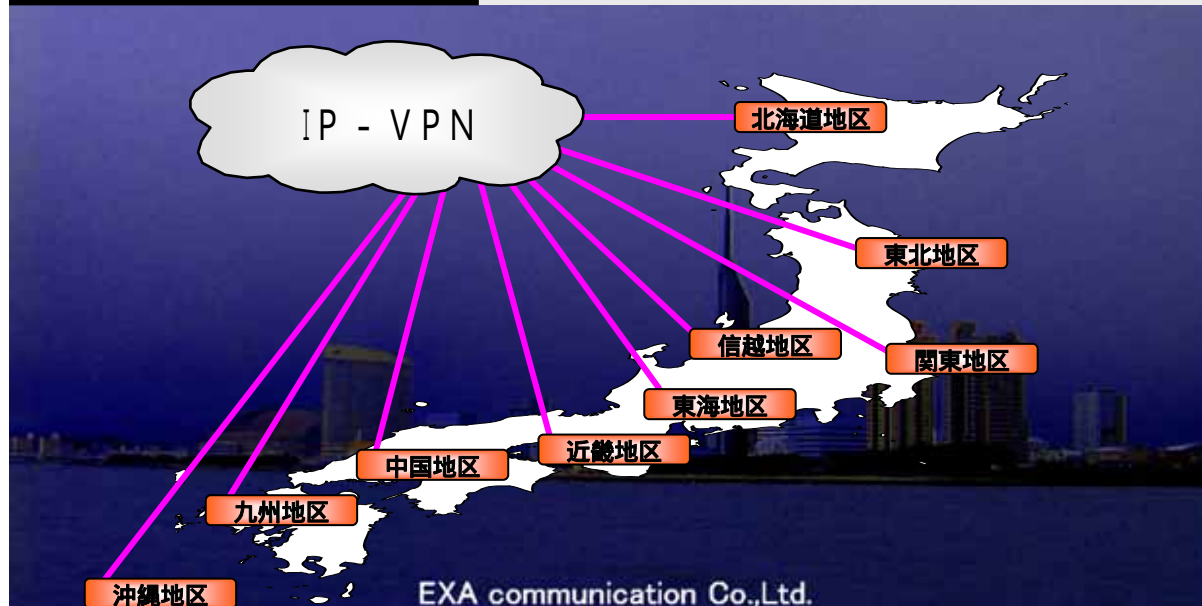 IP - VPN
北海道地区
東北地区
信越地区
関東地区
東海地区
近畿地区
中国地区
九州地区
沖縄地区
EXA communication Co.,Ltd.